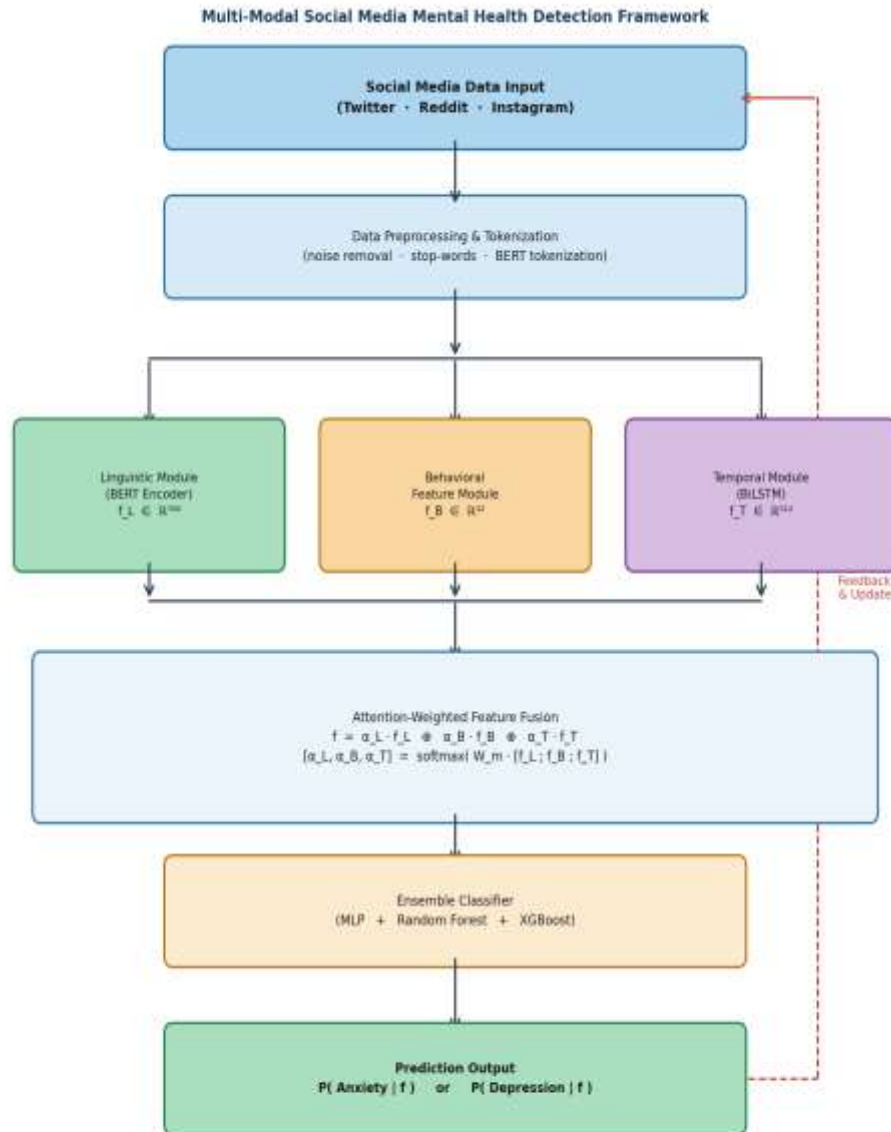 Multi-Modal Social Media Mental Health Detection Framework
Social Media Data Input
(Twitter · Reddit · Instagram)
Data Preprocessing & Tokenization
(noise removal · stop-words · BERT tokenization)
Linguistic Module
(BERT Encoder)
f_L ∈ ℝ
Behavioral
Feature Module
f_B ∈ ℝ
Temporal Module
(BiLSTM)
f_T ∈ ℝ
Feedback
& Update
Attention-Weighted Feature Fusion
f = α_L · f_L ⊕ α_B · f_B ⊕ α_T · f_T
[α_L, α_B, α_T] = softmax( W_m · [f_L ; f_B ; f_T] )
Ensemble Classifier
(MLP + Random Forest + XGBoost)
Prediction Output
P( Anxiety | f ) or P( Depression | f )